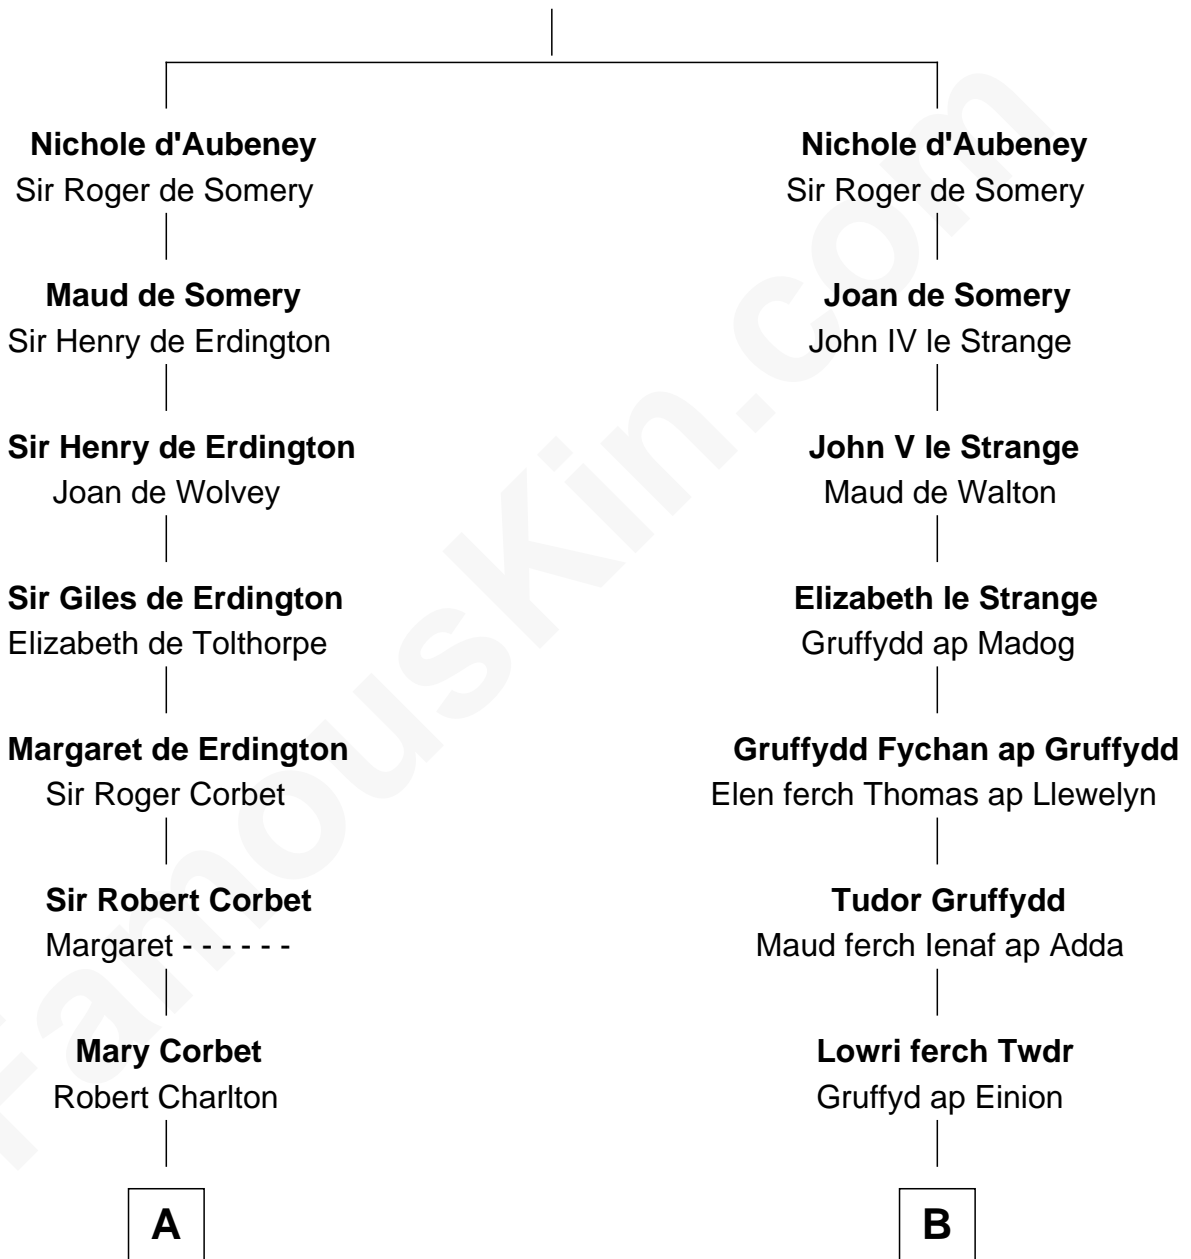 Nichole d'Aubeney
Sir Roger de Somery
Maud de Somery
Sir Henry de Erdington
Sir Henry de Erdington
Joan de Wolvey
Sir Giles de Erdington
Elizabeth de Tolthorpe
Margaret de Erdington
Sir Roger Corbet
Sir Robert Corbet
Margaret - - - - - -
Mary Corbet
Robert Charlton
A
Nichole d'Aubeney
Sir Roger de Somery
Joan de Somery
John IV le Strange
John V le Strange
Maud de Walton
Elizabeth le Strange
Gruffydd ap Madog
Gruffydd Fychan ap Gruffydd
Elen ferch Thomas ap Llewelyn
Tudor Gruffydd
Maud ferch Ienaf ap Adda
Lowri ferch Twdr
Gruffyd ap Einion
B
FamousKin.com